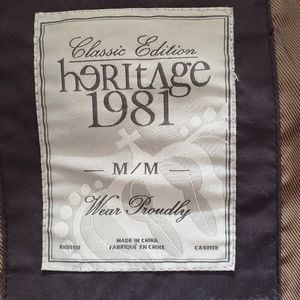 Classic Edition
heRItAge
1981
— M/M —
Wear Proudly
MADE IN CHINA
FABRIQUÉ EN CHINE